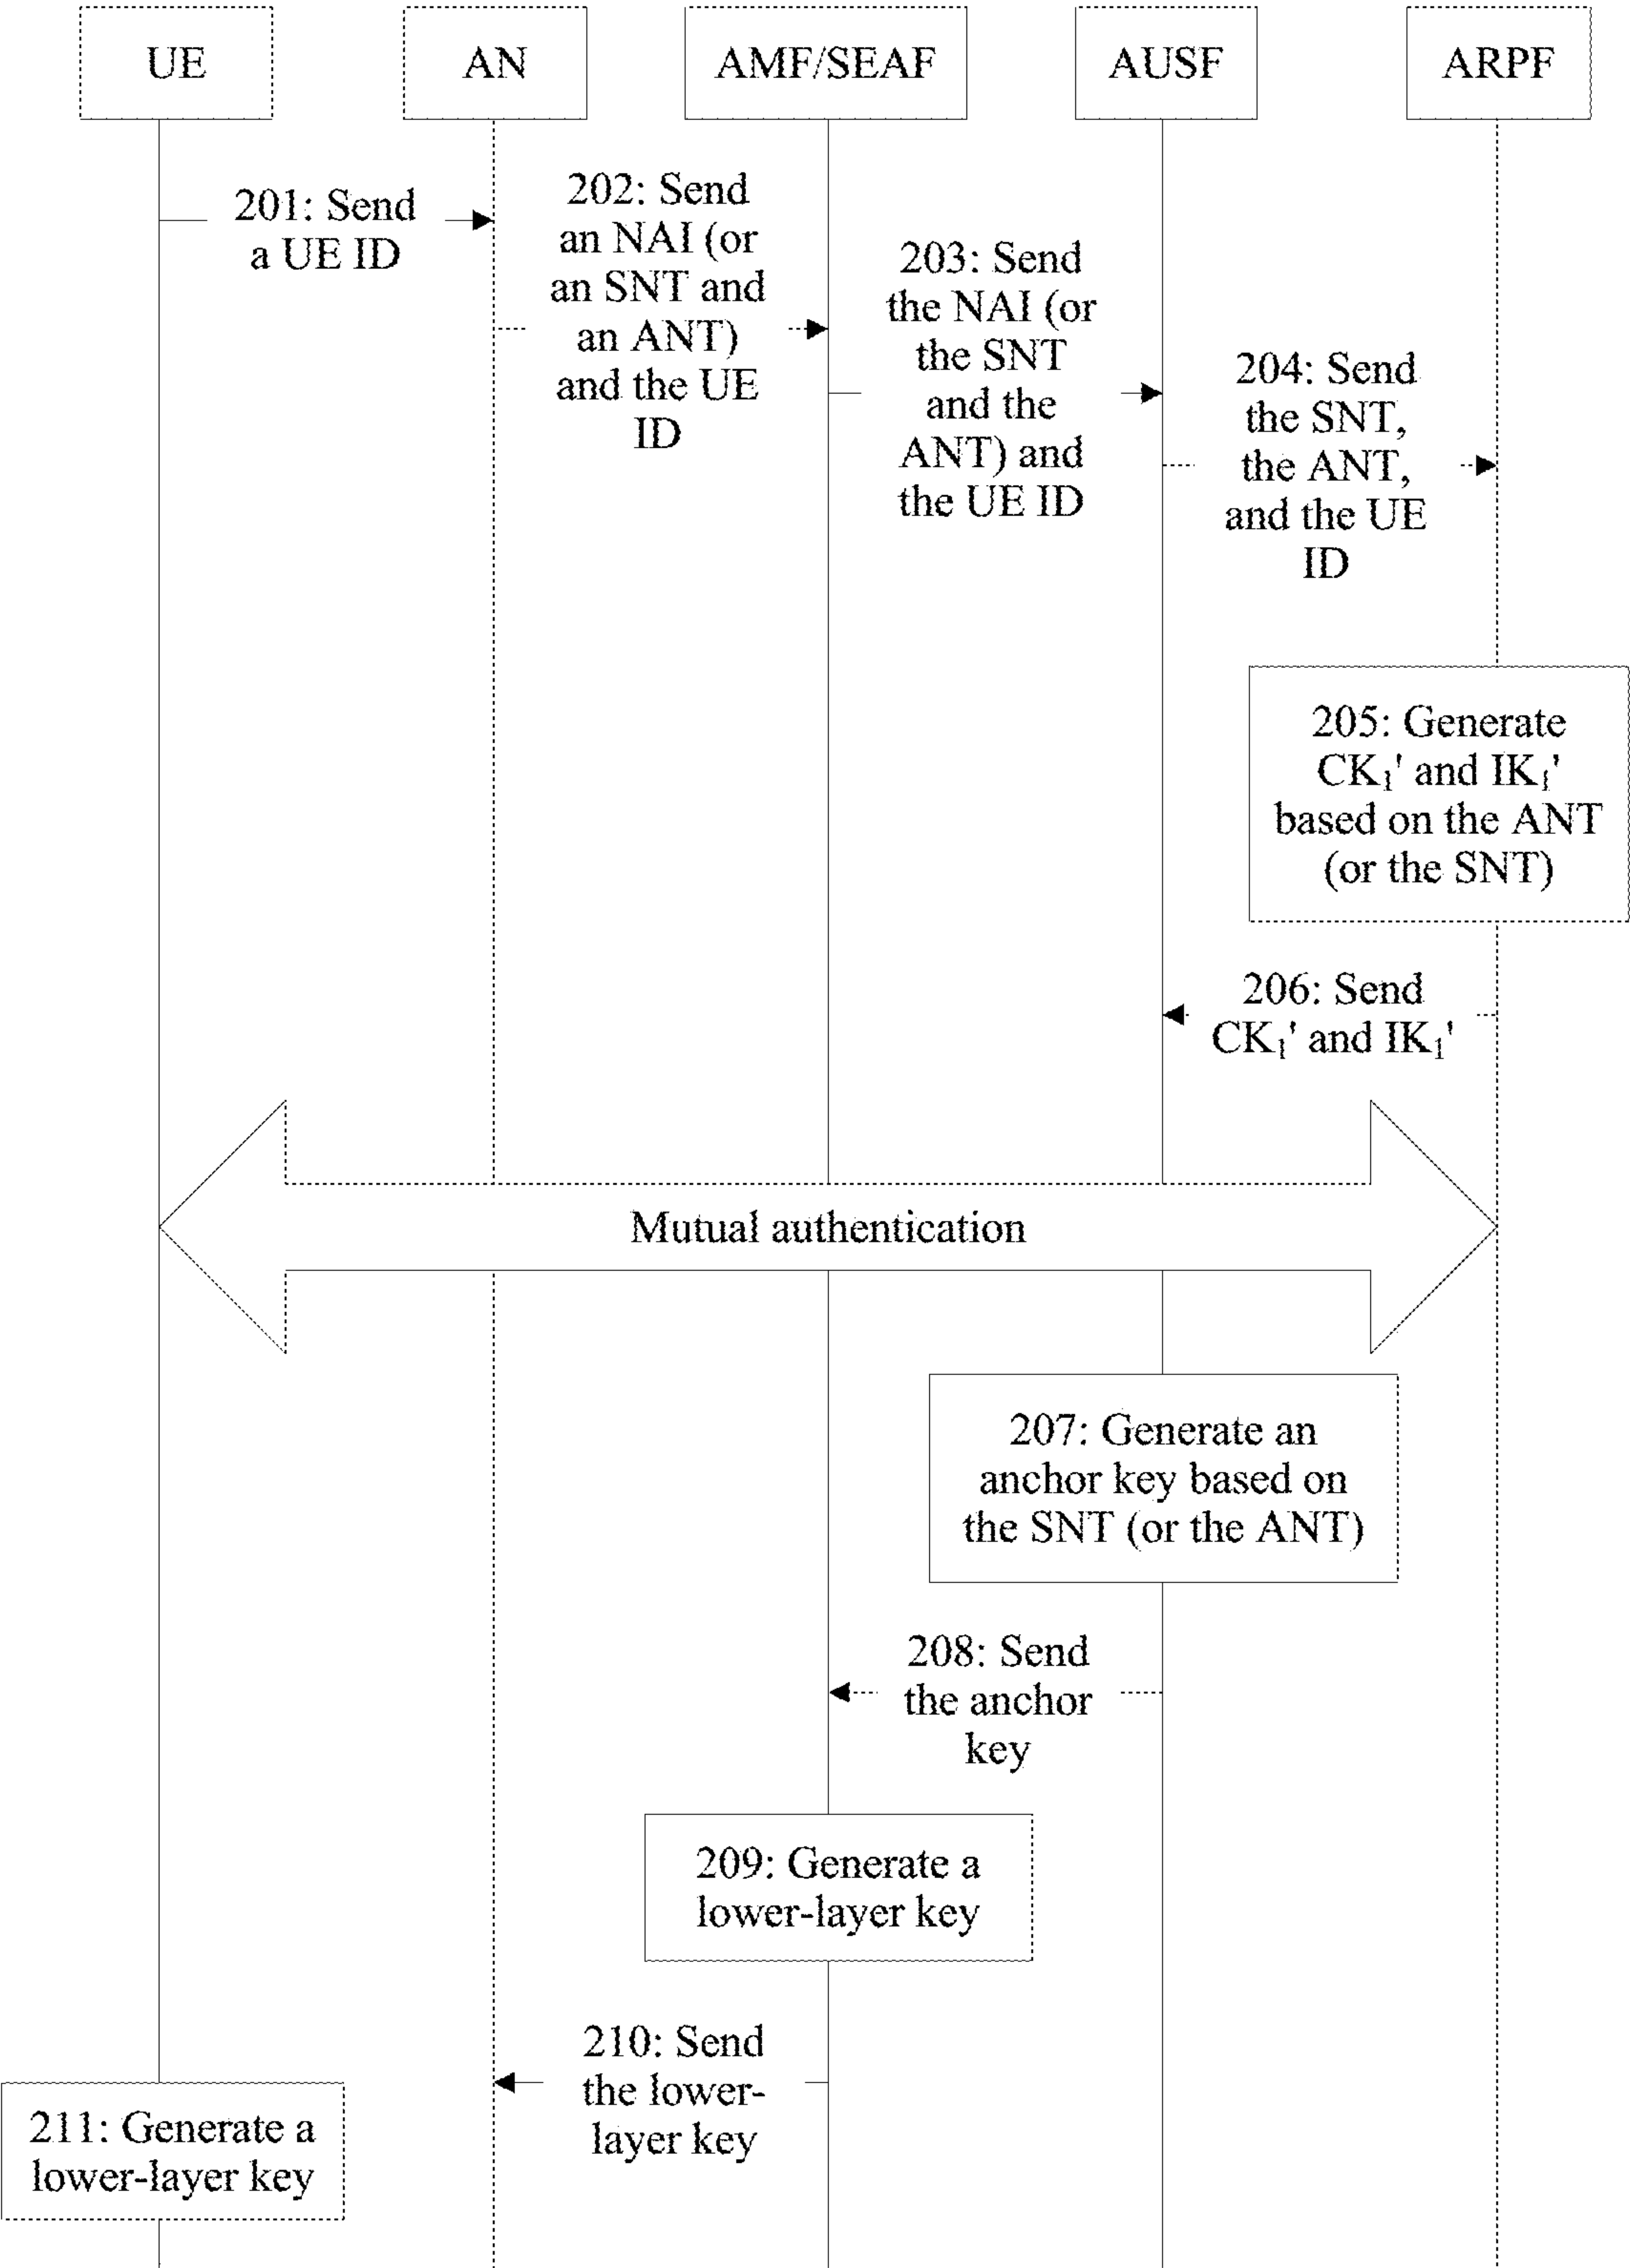 UE
AN
AMF/SEAF
AUSF
ARPF
201: Send
a UE ID
202: Send
an NAI (or
an SNT and
an ANT)
and the UE
ID
203: Send
the NAI (or
the SNT
and the
ANT) and
the UE ID
204: Send
the SNT,
the ANT,
and the UE
ID
205: Generate
CK₁' and IK₁'
based on the ANT
(or the SNT)
206: Send
CK₁' and IK₁'
Mutual authentication
207: Generate an
anchor key based on
the SNT (or the ANT)
208: Send
the anchor
key
209: Generate a
lower-layer key
210: Send
the lower-
layer key
211: Generate a
lower-layer key